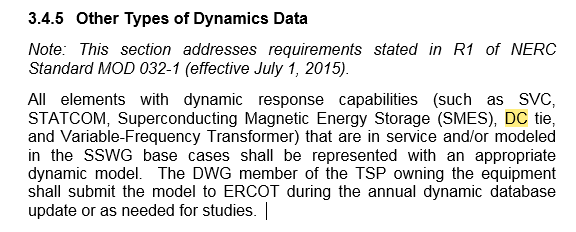 3.4.5 Other Types of Dynamics Data
Note: This section addresses requirements stated in R1 of NERC
Standard MOD 032-1 (effective July 1, 2015).
All elements with dynamic response capabilities (such as SVC,
STATCOM, Superconducting Magnetic Energy Storage (SMES), DC tie,
and Variable-Frequency Transformer) that are in service and/or modeled
in the SSWG base cases shall be represented with an appropriate
dynamic model. The DWG member of the TSP owning the equipment
shall submit the model to ERCOT during the annual dynamic database
update or as needed for studies.